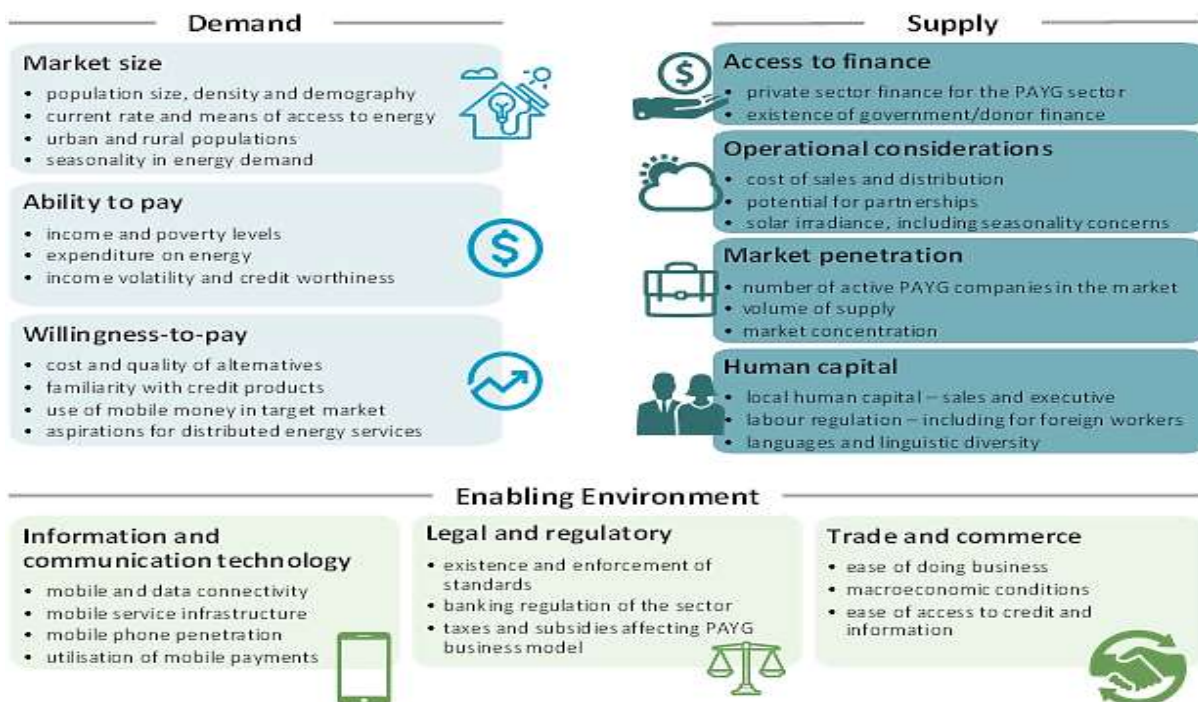 Demand
Market size
• population size, density and demography
• current rate and means of access to energy
• urban and rural populations
• seasonality in energy demand
Ability to pay
• income and poverty levels
• expenditure on energy
• income volatility and credit worthiness
Willingness-to-pay
• cost and quality of alternatives
• familiarity with credit products
• use of mobile money in target market
• aspirations for distributed energy services
Supply
Access to finance
• private sector finance for the PAYG sector
• existence of government/donor finance
Operational considerations
• cost of sales and distribution
• potential for partnerships
• solar irradiance, including seasonality concerns
Market penetration
• number of active PAYG companies in the market
• volume of supply
• market concentration
Human capital
• local human capital – sales and executive
• labour regulation – including for foreign workers
• languages and linguistic diversity
Enabling Environment
Information and
communication technology
• mobile and data connectivity
• mobile service infrastructure
• mobile phone penetration
• utilisation of mobile payments
Legal and regulatory
• existence and enforcement of
standards
• banking regulation of the sector
• taxes and subsidies affecting PAYG
business model
Trade and commerce
• ease of doing business
• macroeconomic conditions
• ease of access to credit and
information